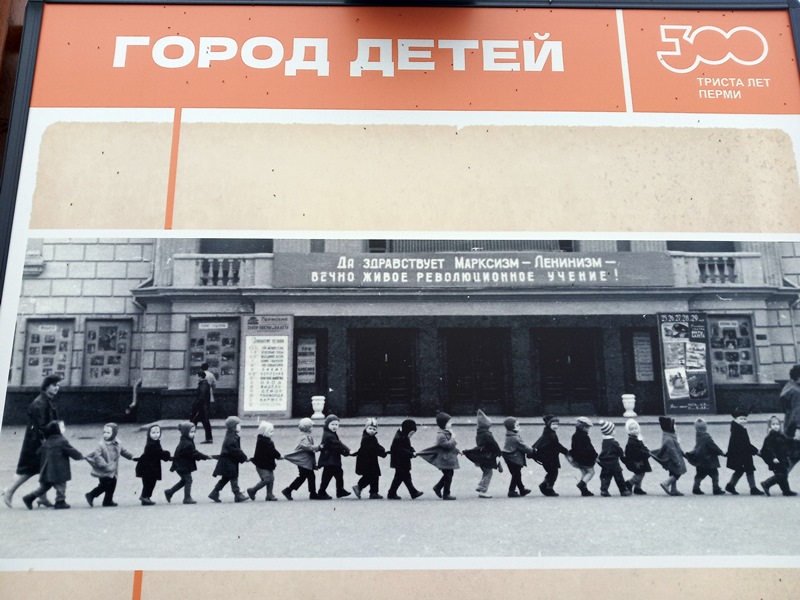 ГОРОД ДЕТЕЙ
300
ТРИСТА ЛЕТ
ПЕРМИ
Да здравствует Марксизм – Ленинизм –
вечно живое революционное учение!